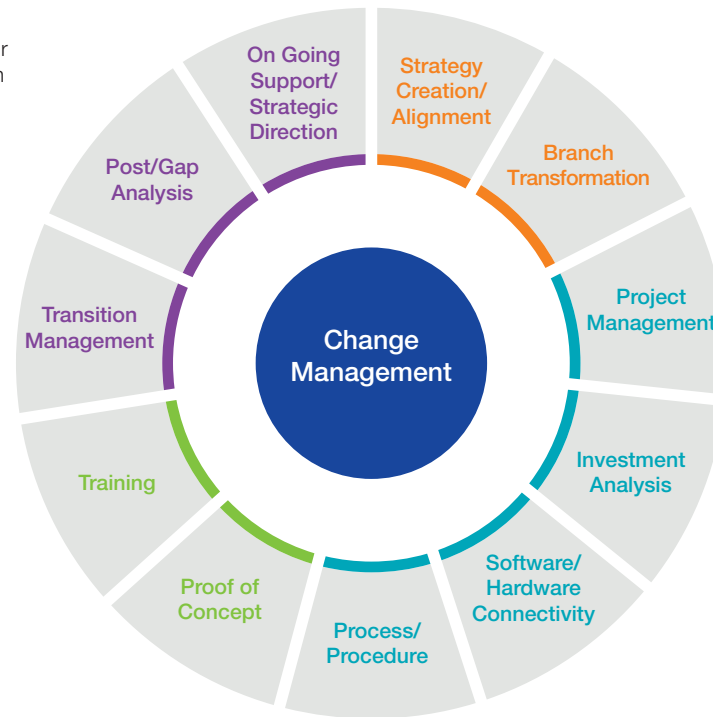 On Going
Support/
Strategic
Direction
Strategy
Creation/
Alignment
Branch
Transformation
Project
Management
Investment
Analysis
Software/
Hardware
Connectivity
Process/
Procedure
Proof of
Concept
Training
Transition
Management
Post/Gap
Analysis
Change
Management